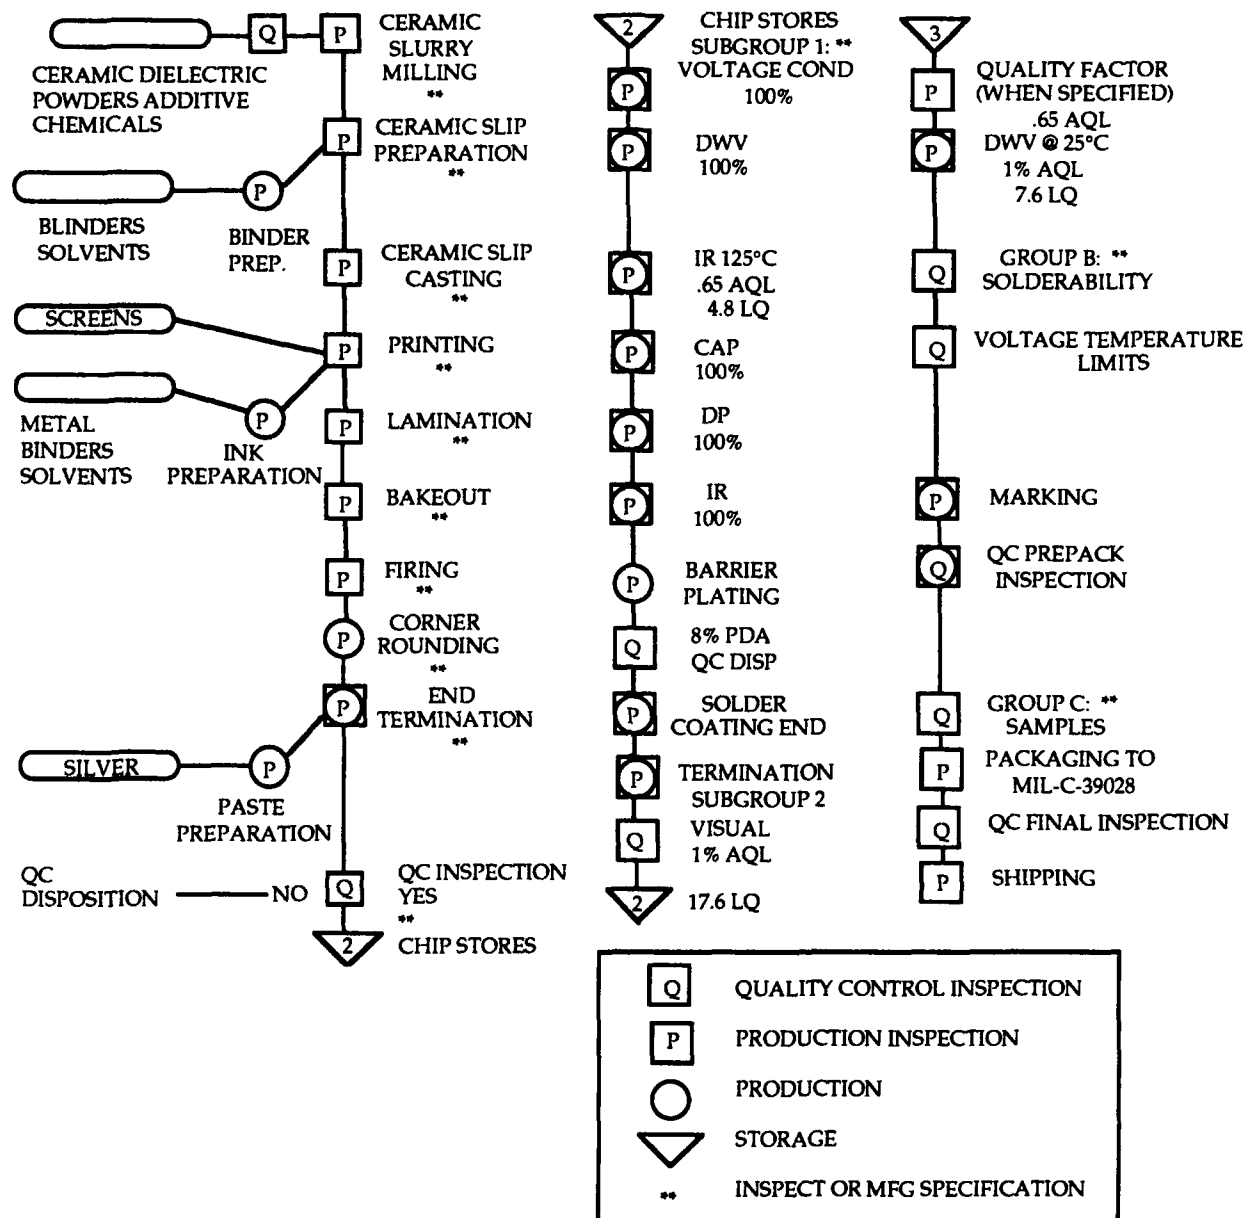 Q
P
CERAMIC
SLURRY
MILLING
**
CERAMIC DIELECTRIC
POWDERS ADDITIVE
CHEMICALS
P
CERAMIC SLIP
PREPARATION
**
P
BLINDERS
SOLVENTS
BINDER
PREP.
P
CERAMIC SLIP
CASTING
**
SCREENS
P
PRINTING
**
METAL
BINDERS
SOLVENTS
P
INK
PREPARATION
P
LAMINATION
**
P
BAKEOUT
**
P
FIRING
**
P
CORNER
ROUNDING
**
P
END
TERMINATION
**
SILVER
P
PASTE
PREPARATION
QC
DISPOSITION
NO
Q
QC INSPECTION
YES
**
2
CHIP STORES
2
CHIP STORES
SUBGROUP 1: **
VOLTAGE COND
100%
P
P
DWV
100%
P
IR 125°C
.65 AQL
4.8 LQ
P
CAP
100%
P
DP
100%
P
IR
100%
P
BARRIER
PLATING
Q
8% PDA
QC DISP
P
SOLDER
COATING END
P
TERMINATION
SUBGROUP 2
Q
VISUAL
1% AQL
2
17.6 LQ
3
P
QUALITY FACTOR
(WHEN SPECIFIED)
.65 AQL
P
DWV @ 25°C
1% AQL
7.6 LQ
Q
GROUP B: **
SOLDERABILITY
Q
VOLTAGE TEMPERATURE
LIMITS
P
MARKING
Q
QC PREPACK
INSPECTION
Q
GROUP C: **
SAMPLES
P
PACKAGING TO
MIL-C-39028
Q
QC FINAL INSPECTION
P
SHIPPING
Q
QUALITY CONTROL INSPECTION
P
PRODUCTION INSPECTION
PRODUCTION
STORAGE
**
INSPECT OR MFG SPECIFICATION